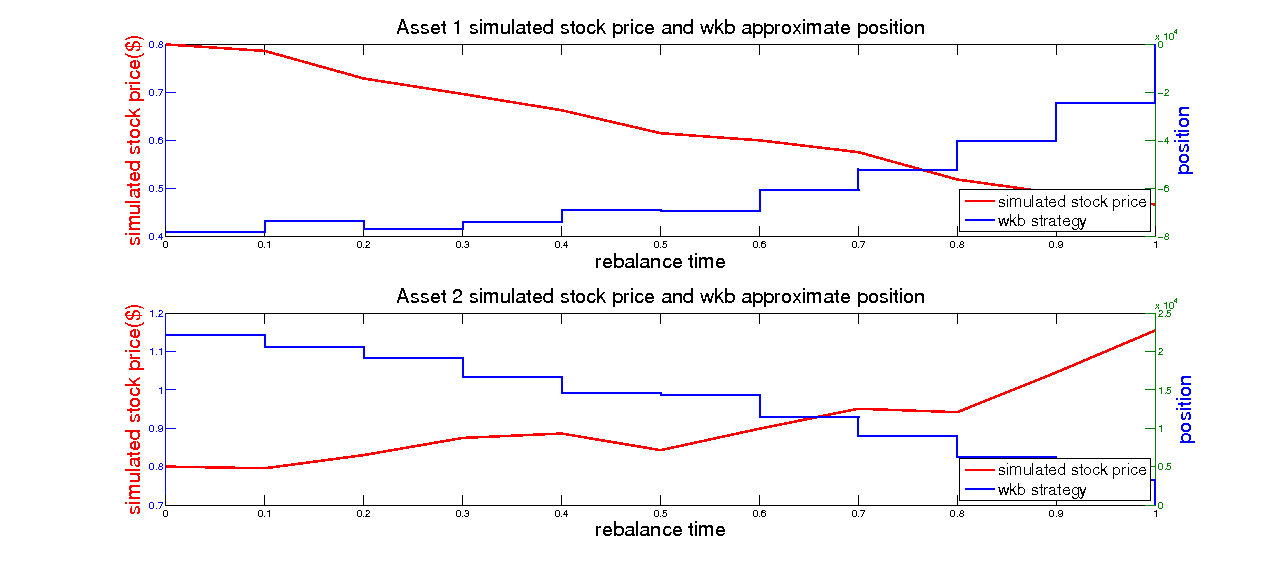 Asset 1 simulated stock price and wkb approximate position
x 10^4
simulated stock price($)
0.8
0.7
0.6
0.5
0.4
0
-2
-4
-6
-8
position
simulated stock price
wkb strategy
0 0.1 0.2 0.3 0.4 0.5 0.6 0.7 0.8 0.9 1
rebalance time
Asset 2 simulated stock price and wkb approximate position
x 10^4
simulated stock price($)
1.2
1.1
1
0.9
0.8
0.7
2.5
2
1.5
1
0.5
0
position
simulated stock price
wkb strategy
0 0.1 0.2 0.3 0.4 0.5 0.6 0.7 0.8 0.9 1
rebalance time